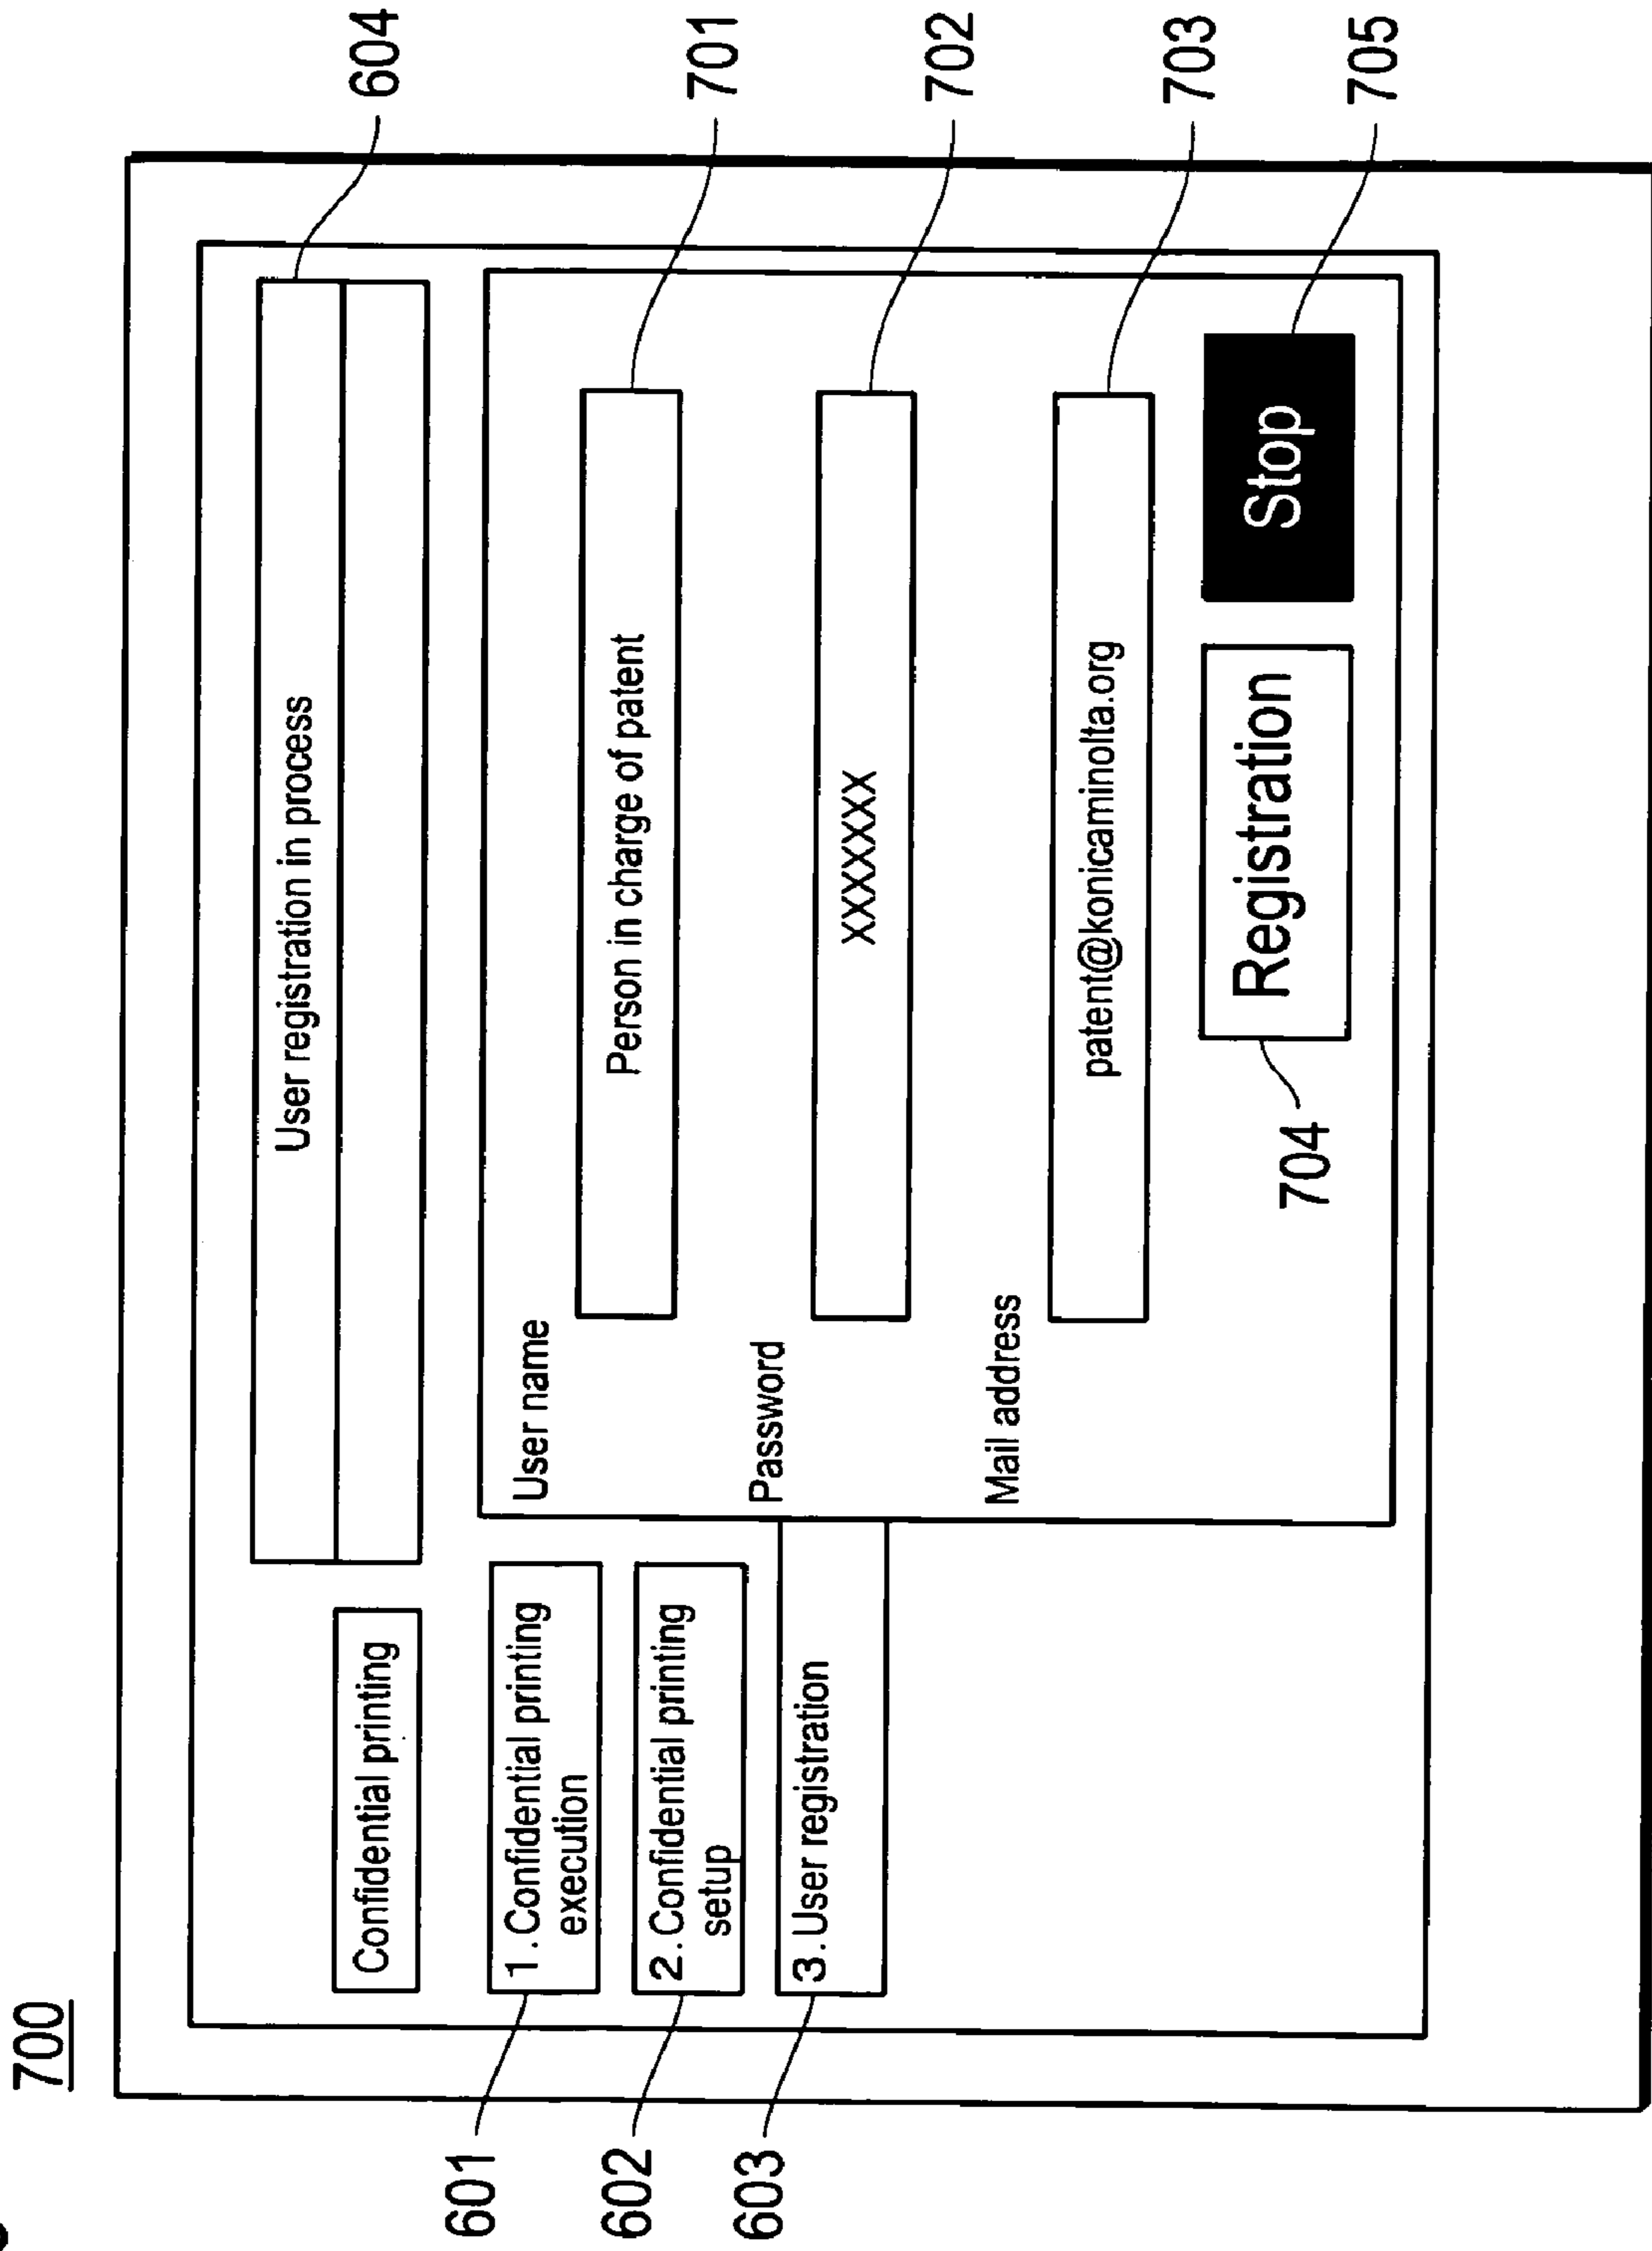 700
User registration in process
604
Confidential printing
601
1. Confidential printing
execution
602
2. Confidential printing
setup
603
3. User registration
User name
Person in charge of patent
701
Password
XXXXXXX
702
Mail address
patent@konicaminolta.org
703
704
Registration
Stop
705